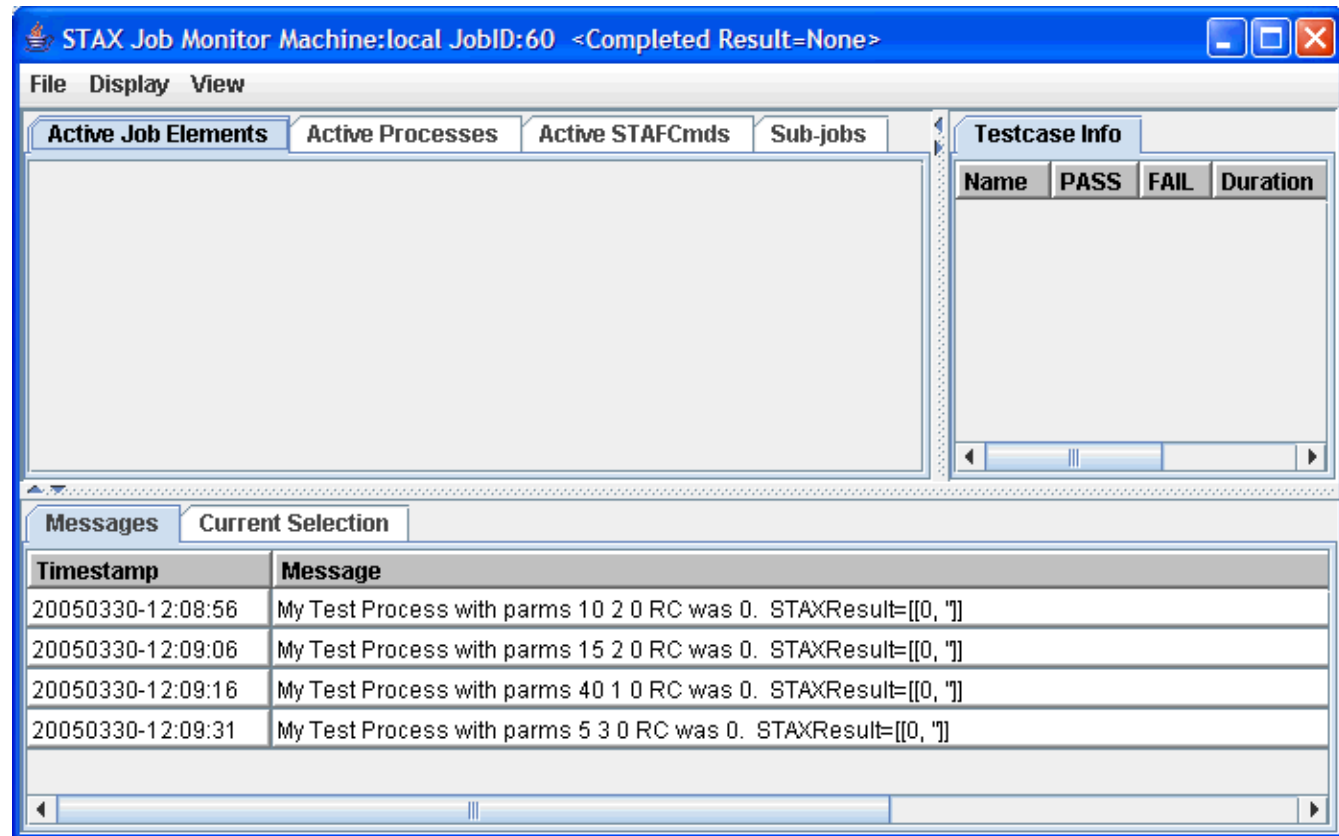 STAX Job Monitor Machine:local JobID:60 <Completed Result=None>
File Display View
Active Job Elements Active Processes Active STAFCmds Sub-jobs
Testcase Info
Name PASS FAIL Duration
Messages Current Selection
Timestamp Message
20050330-12:08:56 My Test Process with parms 10 2 0 RC was 0. STAXResult=[[0, '']]
20050330-12:09:06 My Test Process with parms 15 2 0 RC was 0. STAXResult=[[0, '']]
20050330-12:09:16 My Test Process with parms 40 1 0 RC was 0. STAXResult=[[0, '']]
20050330-12:09:31 My Test Process with parms 5 3 0 RC was 0. STAXResult=[[0, '']]